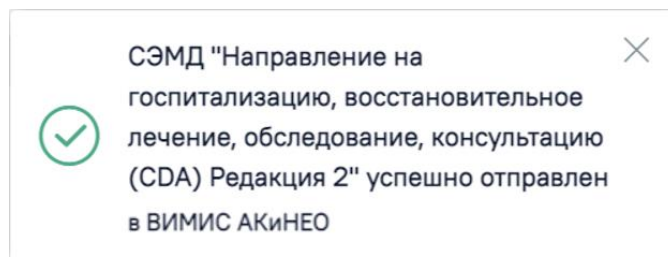 СЭМД "Направление на
госпитализацию, восстановительное
лечение, обследование, консультацию
(CDA) Редакция 2" успешно отправлен
в ВИМИС АКиНЕО